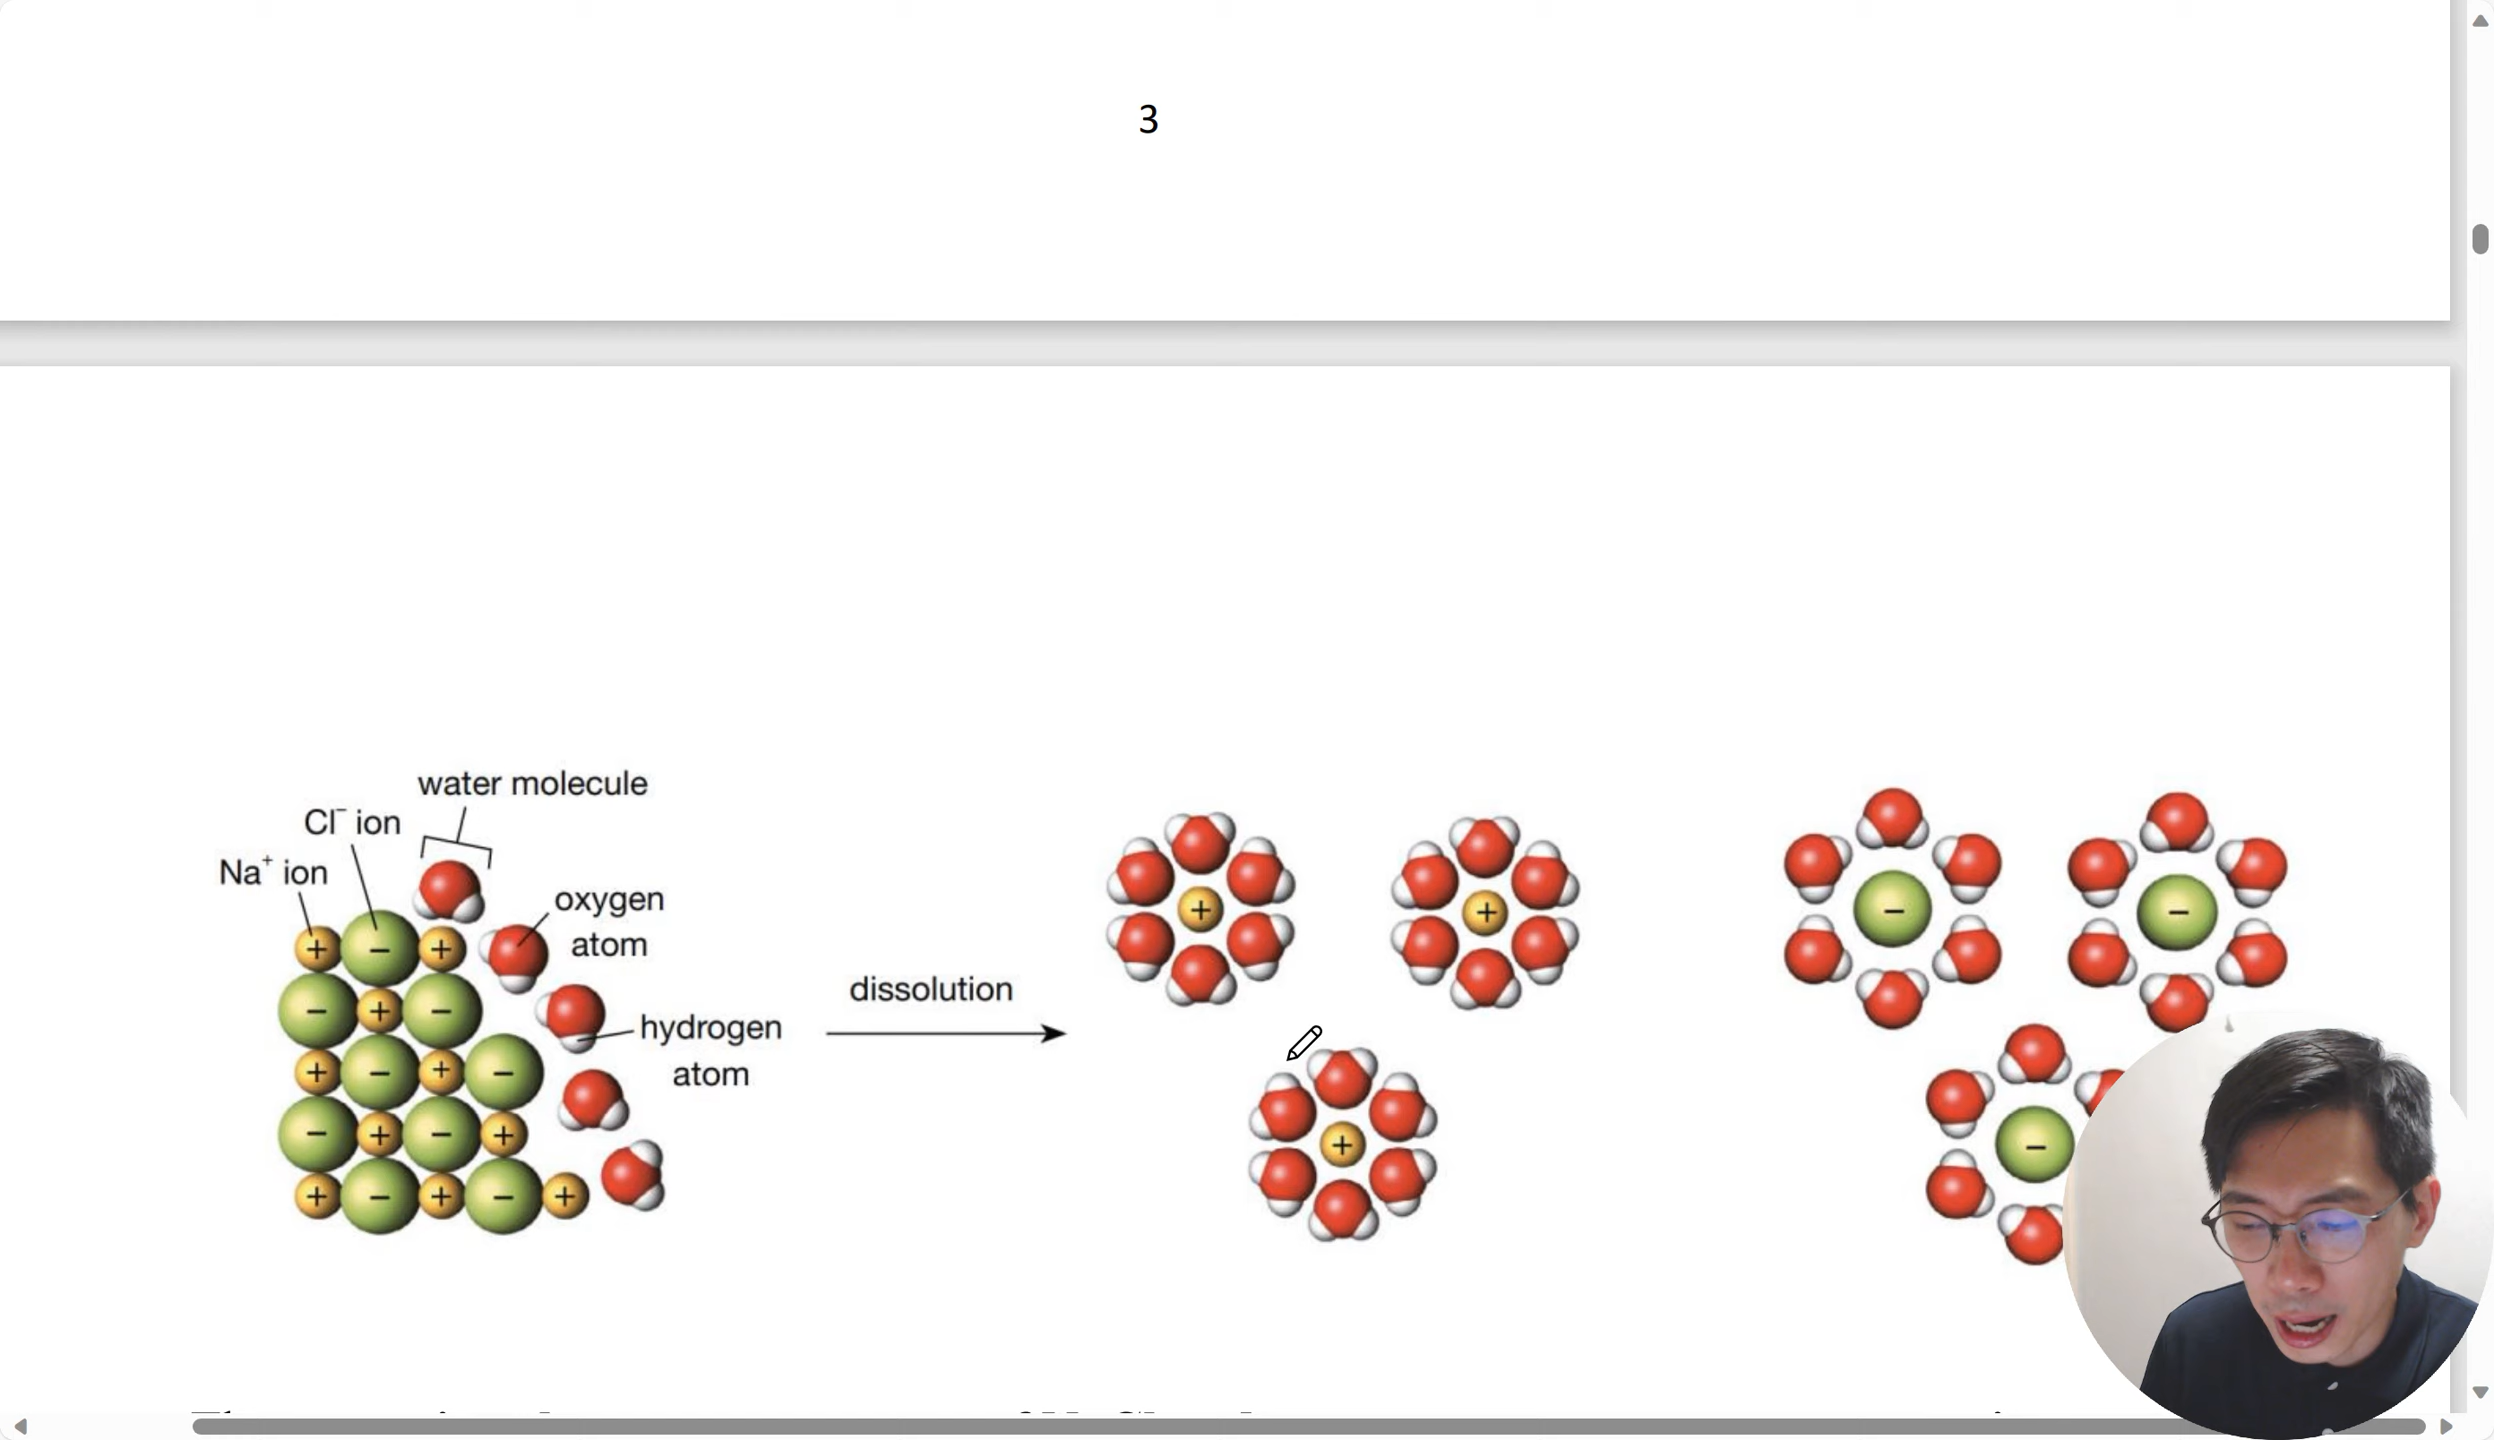 3
water molecule
Cl⁻ ion
Na⁺ ion
oxygen
atom
hydrogen
atom
dissolution
+ − + 
− + −
+ − + −
− + − +
+ − + − +
+ + − −
+ −